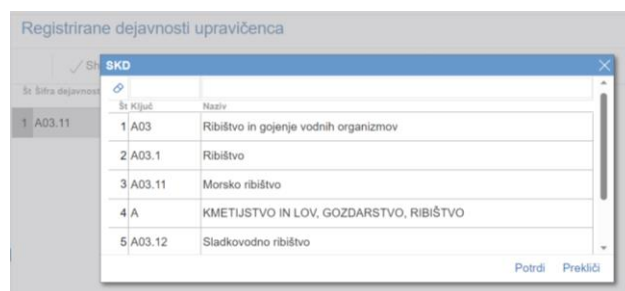 Registrirane dejavnosti upravičenca
Sh
SKD
Št Šifra dejavnost
Št Ključ Naziv
1 A03.11
1 A03 Ribištvo in gojenje vodnih organizmov
2 A03.1 Ribištvo
3 A03.11 Morsko ribištvo
4 A KMETIJSTVO IN LOV, GOZDARSTVO, RIBIŠTVO
5 A03.12 Sladkovodno ribištvo
Potrdi Prekliči